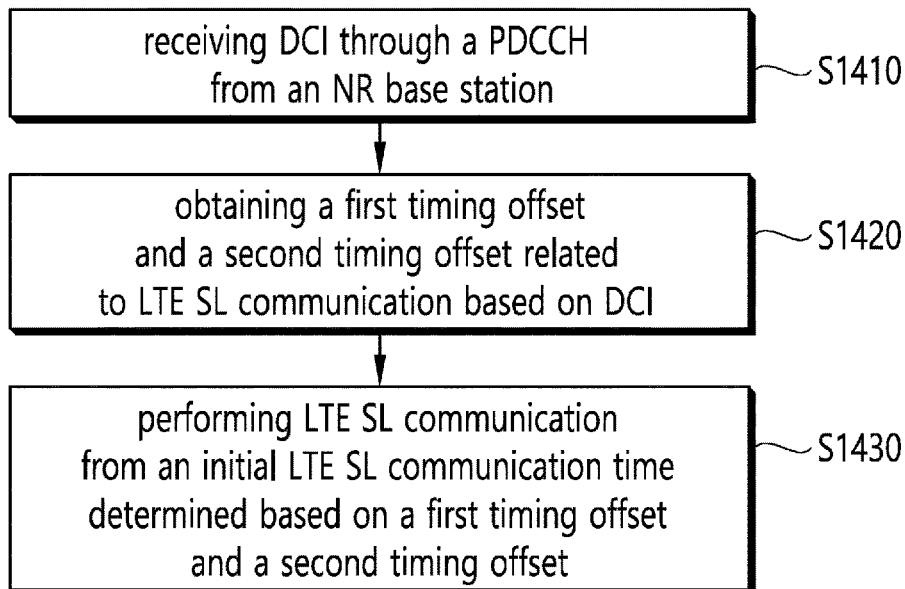 receiving DCI through a PDCCH
from an NR base station
S1410
obtaining a first timing offset
and a second timing offset related
to LTE SL communication based on DCI
S1420
performing LTE SL communication
from an initial LTE SL communication time
determined based on a first timing offset
and a second timing offset
S1430